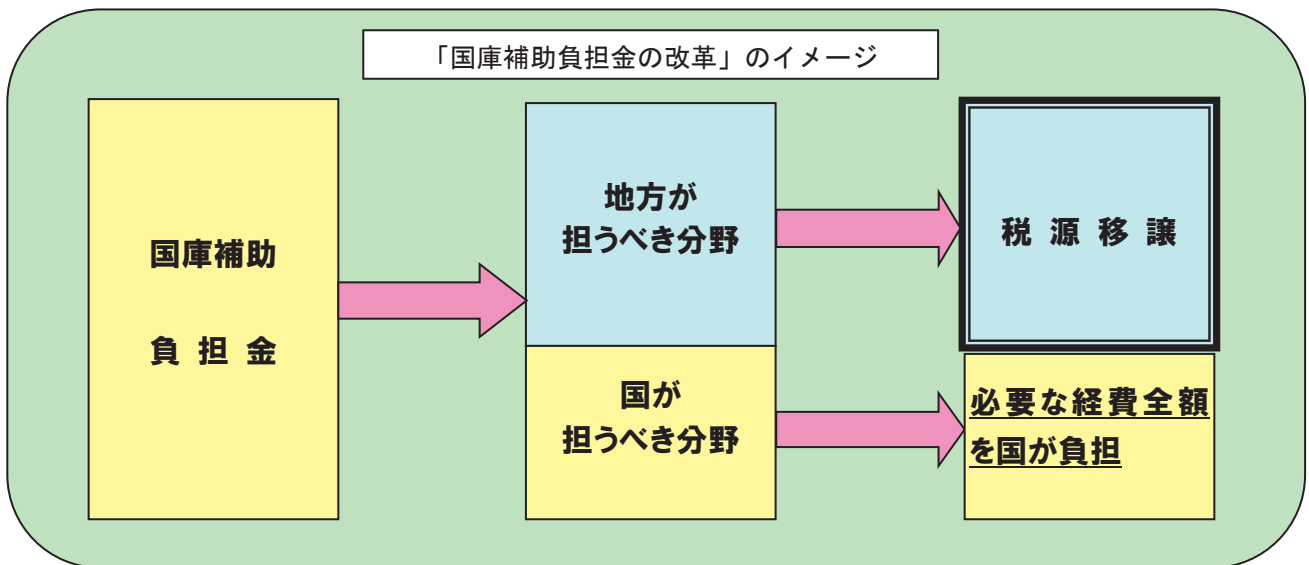 「国庫補助負担金の改革」のイメージ
国庫補助
負 担 金
地方が
担うべき分野
国が
担うべき分野
税 源 移 譲
必要な経費全額
を国が負担